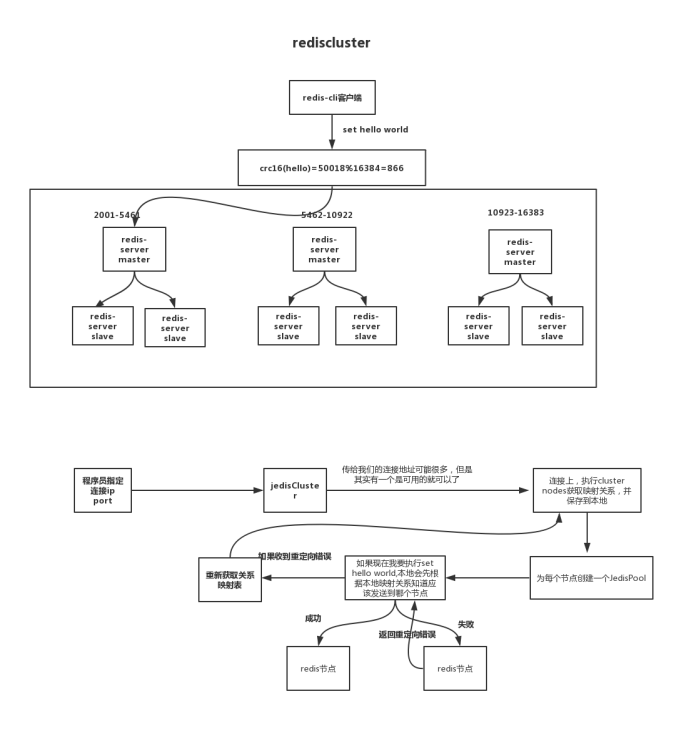 rediscluster
redis-cli客户端
set hello world
crc16(hello)=50018%16384=866
2001-5461
5462-10922
10923-16383
redis-
server
master
redis-
server
master
redis-
server
master
redis-
server
slave
redis-
server
slave
redis-
server
slave
redis-
server
slave
redis-
server
slave
redis-
server
slave
程序员指定
连接ip
port
jedisCluste
r
传给我们的连接地址可能很多，但是
其实有一个是可用的就可以了
连接上，执行cluster
nodes获取映射关系，并
保存到本地
如果收到重定向错误
重新获取关系
映射表
如果现在我要执行set
hello world,本地会先根
据本地映射关系知道应
该发送到哪个节点
为每个节点创建一个JedisPool
成功
失败
返回重定向错误
redis节点
redis节点